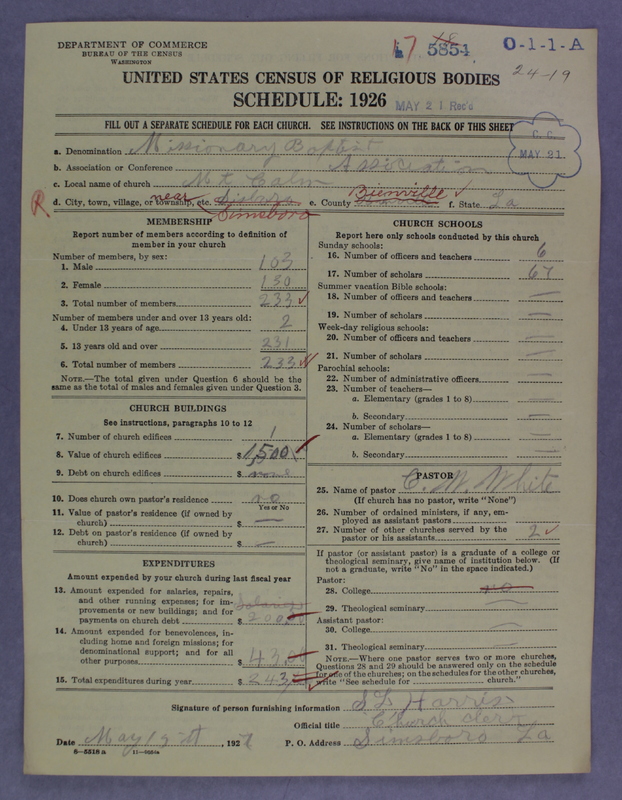 DEPARTMENT OF COMMERCE
BUREAU OF THE CENSUS
WASHINGTON
17 18
5854 O-1-1-A
24-19
UNITED STATES CENSUS OF RELIGIOUS BODIES
SCHEDULE: 1926
MAY 21 Rec'd
FILL OUT A SEPARATE SCHEDULE FOR EACH CHURCH. SEE INSTRUCTIONS ON THE BACK OF THIS SHEET
C. C.
MAY 31
a. Denomination Missionary Baptist
b. Association or Conference Association
c. Local name of church Mt Calm
R d. City, town, village, or township, etc. near Simsboro e. County Bienville f. State La
MEMBERSHIP
Report number of members according to definition of
member in your church
Number of members, by sex:
1. Male 103
2. Female 130
3. Total number of members 233
Number of members under and over 13 years old:
4. Under 13 years of age 2
5. 13 years old and over 231
6. Total number of members 233
NOTE.—The total given under Question 6 should be the
same as the total of males and females given under Question 3.
CHURCH BUILDINGS
See instructions, paragraphs 10 to 12
7. Number of church edifices 1
8. Value of church edifices $ 1,500
9. Debt on church edifices $ none
10. Does church own pastor's residence no
Yes or No
11. Value of pastor's residence (if owned by
church) $ —
12. Debt on pastor's residence (if owned by
church) $ —
EXPENDITURES
Amount expended by your church during last fiscal year
13. Amount expended for salaries, repairs,
and other running expenses; for im-
provements or new buildings; and for
payments on church debt $ Salaries 200
14. Amount expended for benevolences, in-
cluding home and foreign missions; for
denominational support; and for all
other purposes $ 43
15. Total expenditures during year $ 243
CHURCH SCHOOLS
Report here only schools conducted by this church
Sunday schools:
16. Number of officers and teachers 6
17. Number of scholars 67
Summer vacation Bible schools:
18. Number of officers and teachers —
19. Number of scholars —
Week-day religious schools:
20. Number of officers and teachers —
21. Number of scholars —
Parochial schools:
22. Number of administrative officers —
23. Number of teachers—
a. Elementary (grades 1 to 8) —
b. Secondary —
24. Number of scholars—
a. Elementary (grades 1 to 8) —
b. Secondary —
PASTOR
25. Name of pastor C. W. White
(If church has no pastor, write "None")
26. Number of ordained ministers, if any, em-
ployed as assistant pastors
27. Number of other churches served by the
pastor or his assistants 2
If pastor (or assistant pastor) is a graduate of a college or
theological seminary, give name of institution below. (If
not a graduate, write "No" in the space indicated.)
Pastor:
28. College no
29. Theological seminary —
Assistant pastor:
30. College —
31. Theological seminary —
NOTE.—Where one pastor serves two or more churches,
Questions 28 and 29 should be answered only on the schedule
for one of the churches; on the schedules for the other churches,
write "See schedule for church."
Signature of person furnishing information S L Harris
Official title Church clerk
Date May 19th, 1927 P. O. Address Simsboro La
8—5518 a